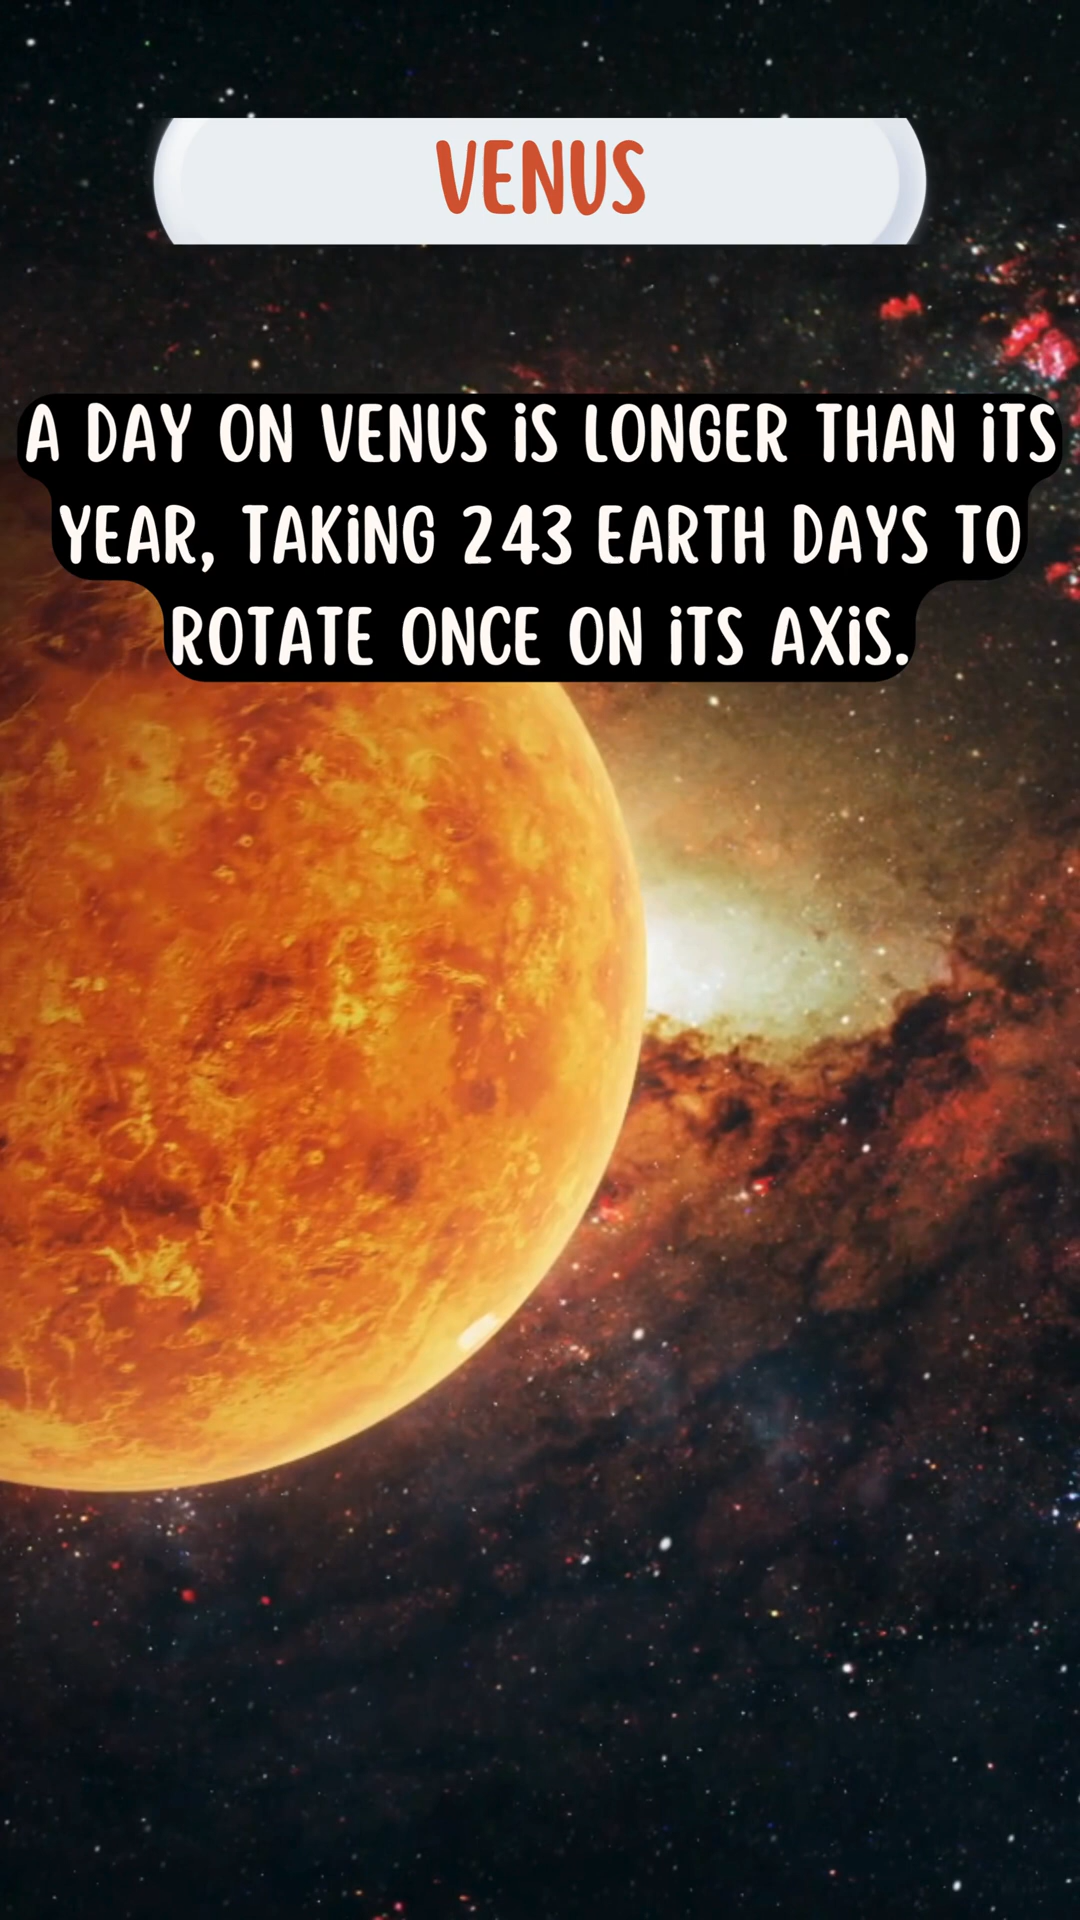 VENUS
A DAY ON VENUS iS LONGER THAN iTS
YEAR, TAKiNG 243 EARTH DAYS TO
ROTATE ONCE ON iTS AXiS.